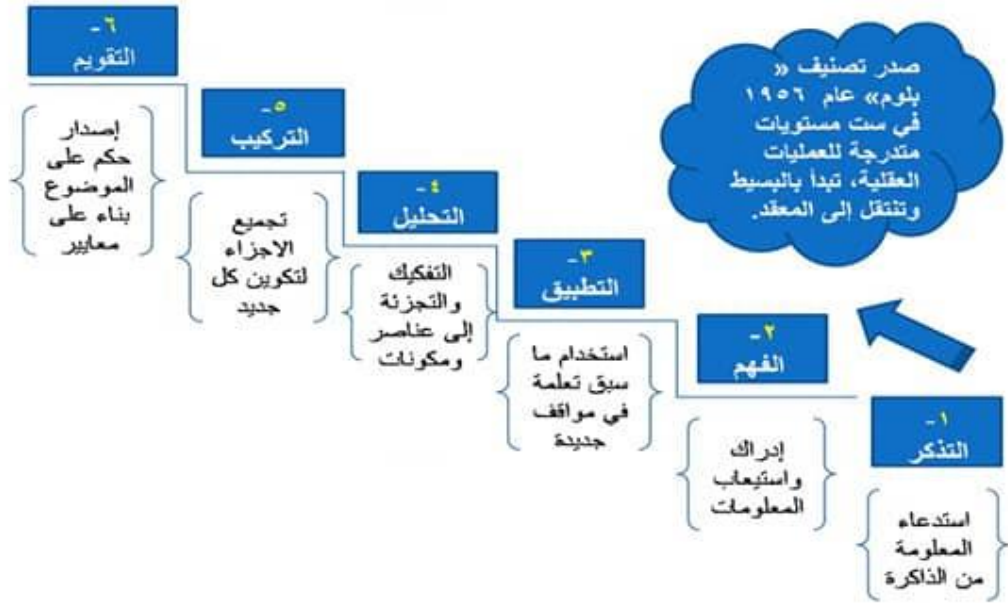 صدر تصنيف «
بلوم» عام ١٩٥٦
في ست مستويات
متدرجة للعمليات
العقلية، تبدأ بالبسيط
وتنتقل إلى المعقد.
١-
التذكر
استدعاء
المعلومة
من الذاكرة
٢-
الفهم
إدراك
واستيعاب
المعلومات
٣-
التطبيق
استخدام ما
سبق تعلمة
في مواقف
جديدة
٤-
التحليل
التفكيك
والتجزئة
إلى عناصر
ومكونات
٥-
التركيب
تجميع
الاجزاء
لتكوين كل
جديد
٦-
التقويم
إصدار
حكم على
الموضوع
بناء على
معايير